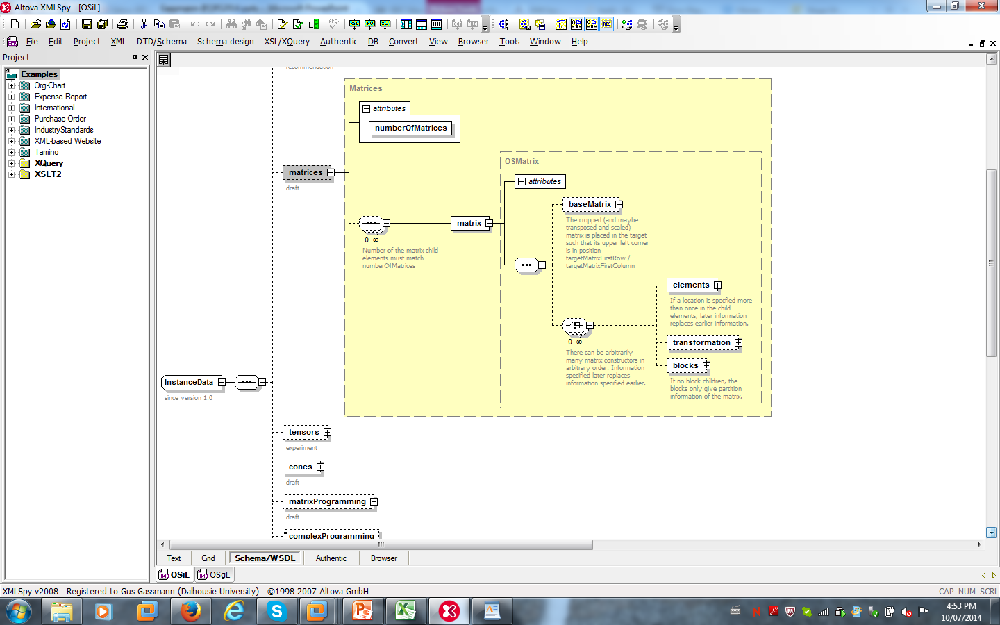 Altova XMLSpy - [OSiL]
File Edit Project XML DTD/Schema Schema design XSL/XQuery Authentic DB Convert View Browser Tools Window Help
Project
Examples
Org-Chart
Expense Report
International
Purchase Order
IndustryStandards
XML-based Website
Tamino
XQuery
XSLT2
recommendation
Matrices
attributes
numberOfMatrices
matrices
draft
0..∞
Number of the matrix child
elements must match
numberOfMatrices
matrix
OSMatrix
attributes
baseMatrix
The cropped (and maybe
transposed and scaled)
matrix is placed in the target
such that its upper left corner
is in position
targetMatrixFirstRow /
targetMatrixFirstColumn
0..∞
There can be arbitrarily
many matrix constructors in
arbitrary order. Information
specified later replaces
information specified earlier.
elements
If a location is specfied more
than once in the child
elements, later information
replaces earlier information.
transformation
blocks
If no block children, the
blocks only give partition
information of the matrix.
InstanceData
since version 1.0
tensors
experiment
cones
draft
matrixProgramming
draft
complexProgramming
Text Grid Schema/WSDL Authentic Browser
OSiL OSgL
XMLSpy v2008 Registered to Gus Gassmann (Dalhousie University) ©1998-2007 Altova GmbH
CAP NUM SCRL
4:53 PM
10/07/2014